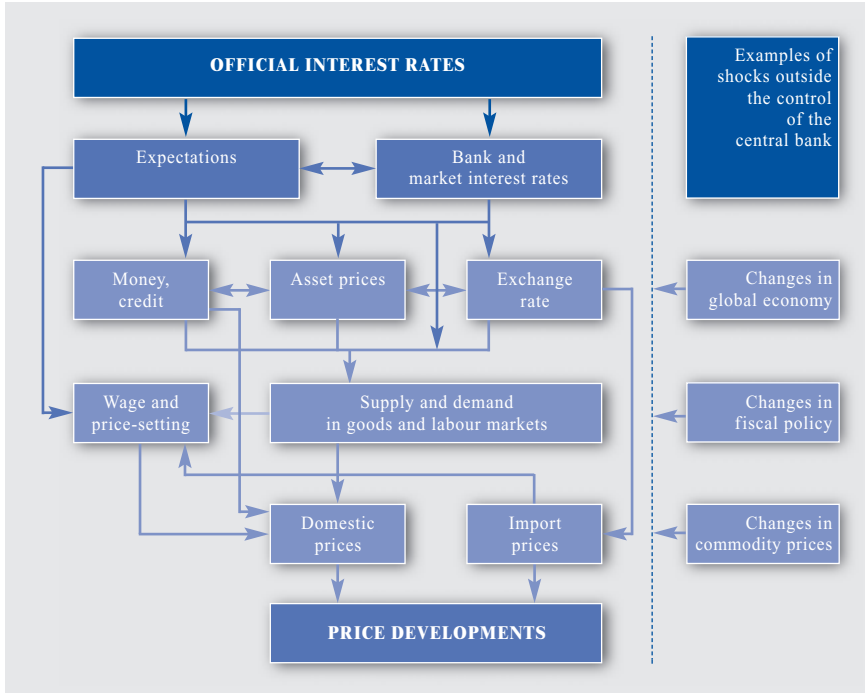 OFFICIAL INTEREST RATES
Examples of
shocks outside
the control
of the
central bank
Expectations
Bank and
market interest rates
Money,
credit
Asset prices
Exchange
rate
Changes in
global economy
Wage and
price-setting
Supply and demand
in goods and labour markets
Changes in
fiscal policy
Domestic
prices
Import
prices
Changes in
commodity prices
PRICE DEVELOPMENTS